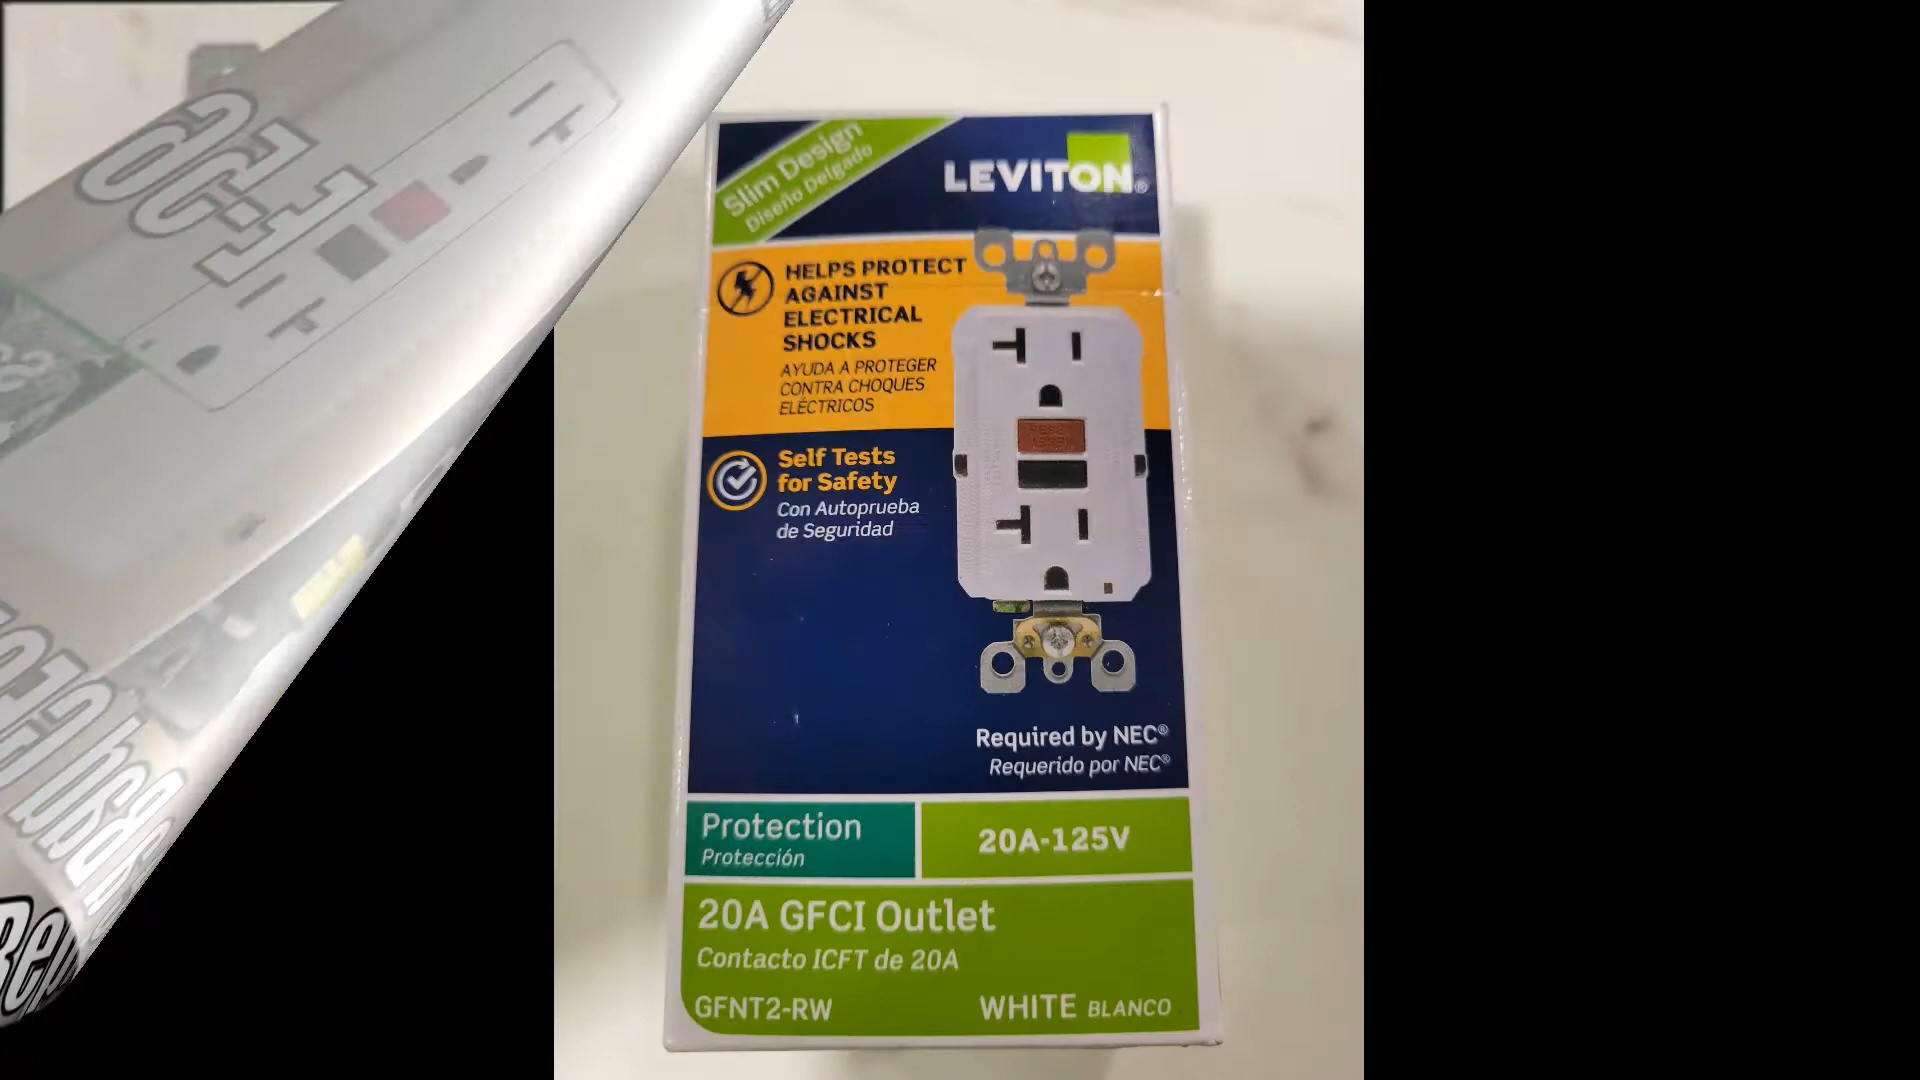 Slim Design
Diseño Delgado
LEVITON®
HELPS PROTECT
AGAINST
ELECTRICAL
SHOCKS
AYUDA A PROTEGER
CONTRA CHOQUES
ELÉCTRICOS
Self Tests
for Safety
Con Autoprueba
de Seguridad
Required by NEC®
Requerido por NEC®
Protection
Protección
20A-125V
20A GFCI Outlet
Contacto ICFT de 20A
GFNT2-RW
WHITE BLANCO